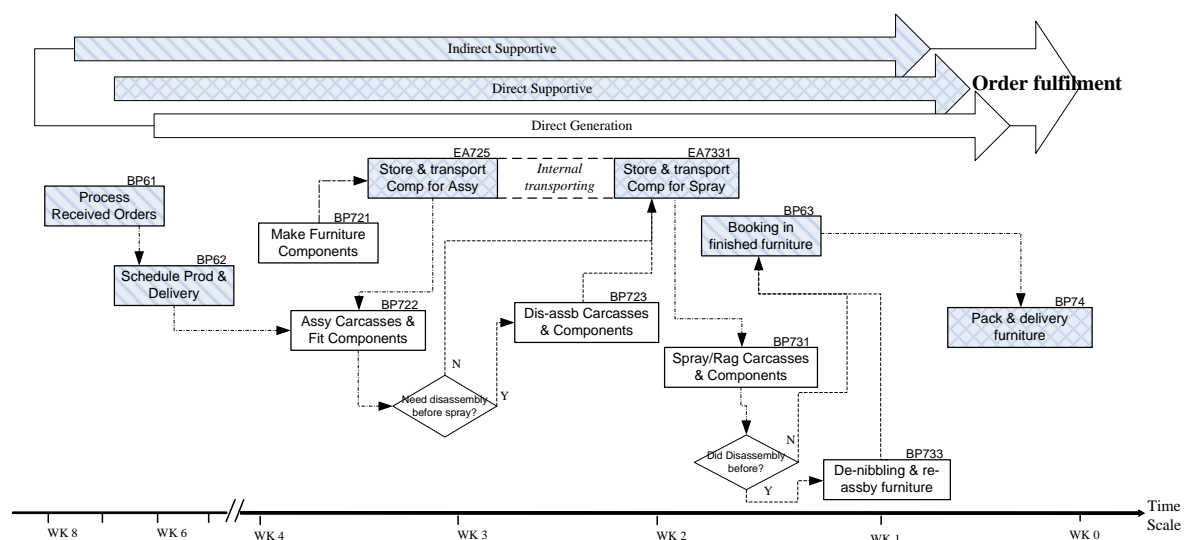 Indirect Supportive
Direct Supportive
Order fulfilment
Direct Generation
EA725
Store & transport
Comp for Assy
Internal
transporting
EA7331
Store & transport
Comp for Spray
BP61
Process
Received Orders
BP721
Make Furniture
Components
BP63
Booking in
finished furniture
BP62
Schedule Prod &
Delivery
BP722
Assy Carcasses &
Fit Components
BP723
Dis-assb Carcasses
& Components
BP74
Pack & delivery
furniture
BP731
Spray/Rag Carcasses
& Components
N
Need disassembly
before spray?
Y
N
Did Disassembly
before?
Y
BP733
De-nibbling & re-
assby furniture
Time
Scale
WK 8
WK 6
WK 4
WK 3
WK 2
WK 1
WK 0